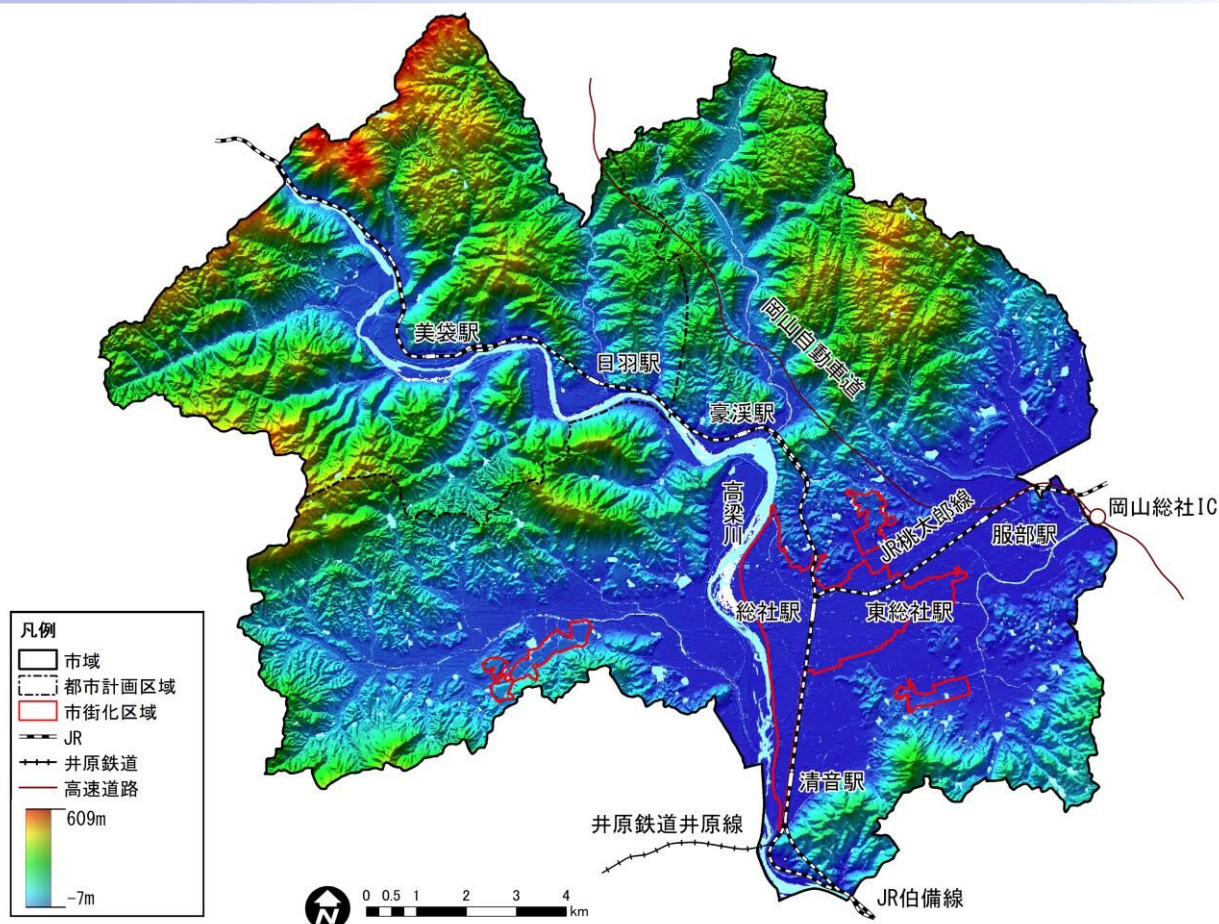 美袋駅
日羽駅
岡山自動車道
豪渓駅
高梁川
JR桃太郎線
岡山総社IC
服部駅
総社駅
東総社駅
清音駅
井原鉄道井原線
JR伯備線
凡例
市域
都市計画区域
市街化区域
JR
井原鉄道
高速道路
609m
-7m
N
0 0.5 1 2 3 4
km